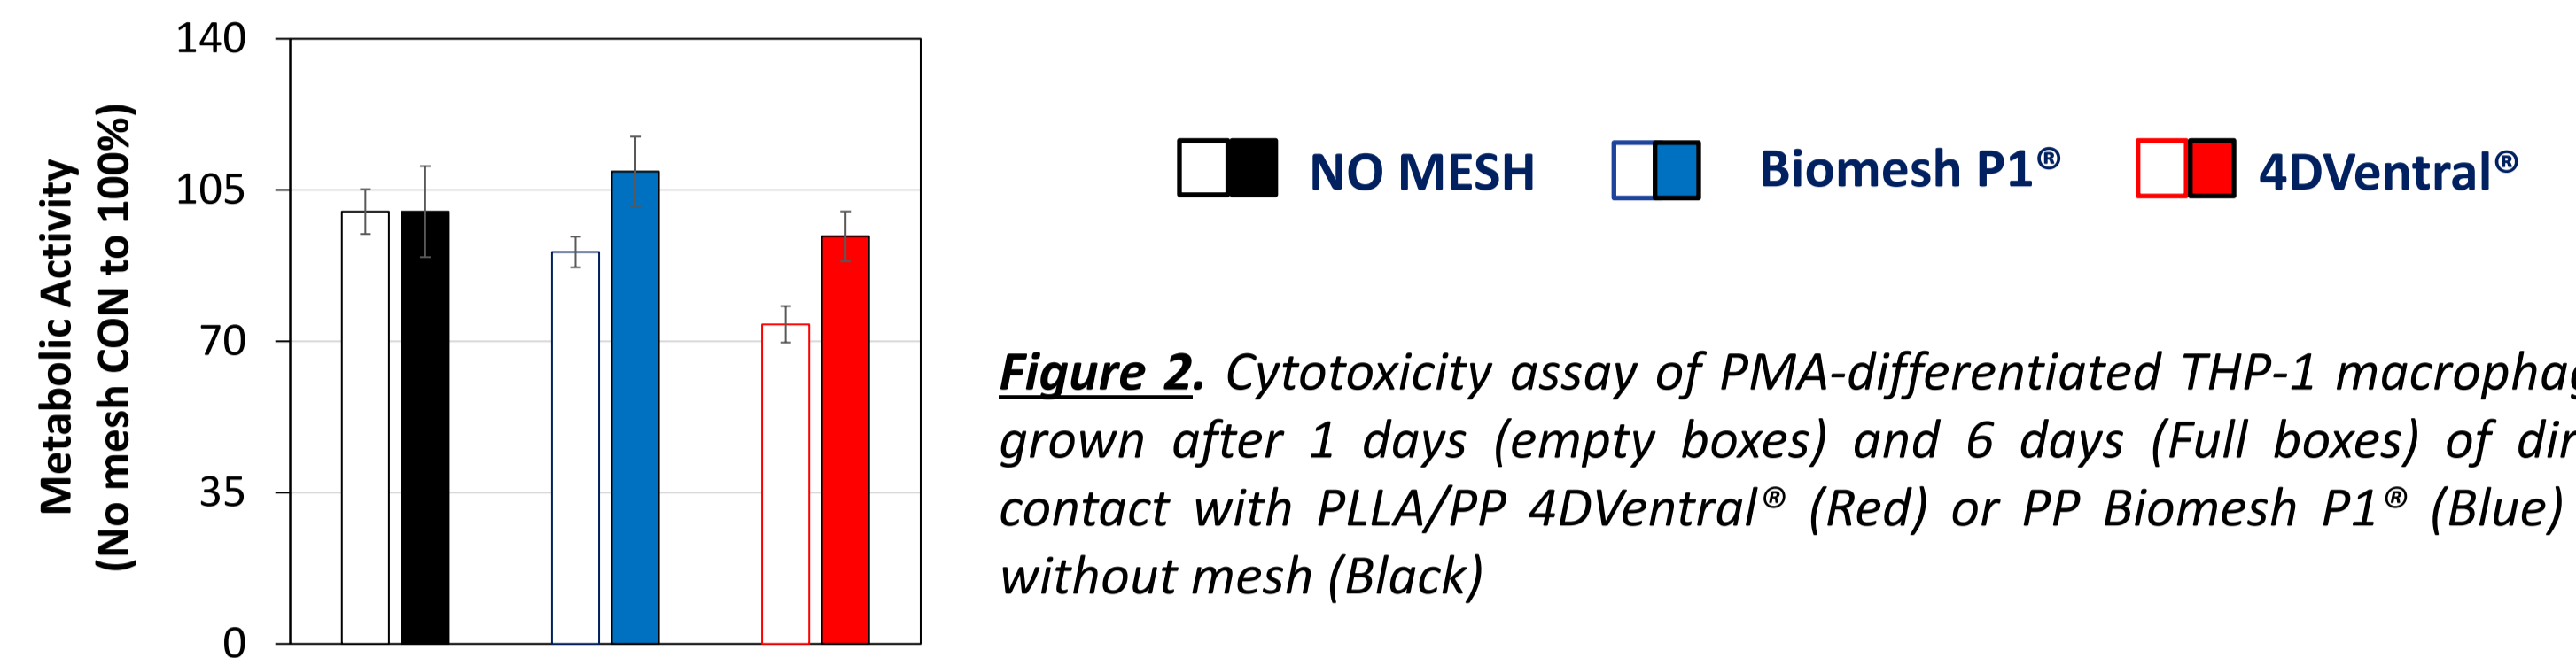 Metabolic Activity
(No mesh CON to 100%)
140
105
70
35
0
NO MESH
Biomesh P1®
4DVentral®
Figure 2. Cytotoxicity assay of PMA-differentiated THP-1
grown after 1 days (empty boxes) and 6 days (Full boxes) of
contact with PLLA/PP 4DVentral® (Red) or PP Biomesh P1® (Blue)
without mesh (Black)